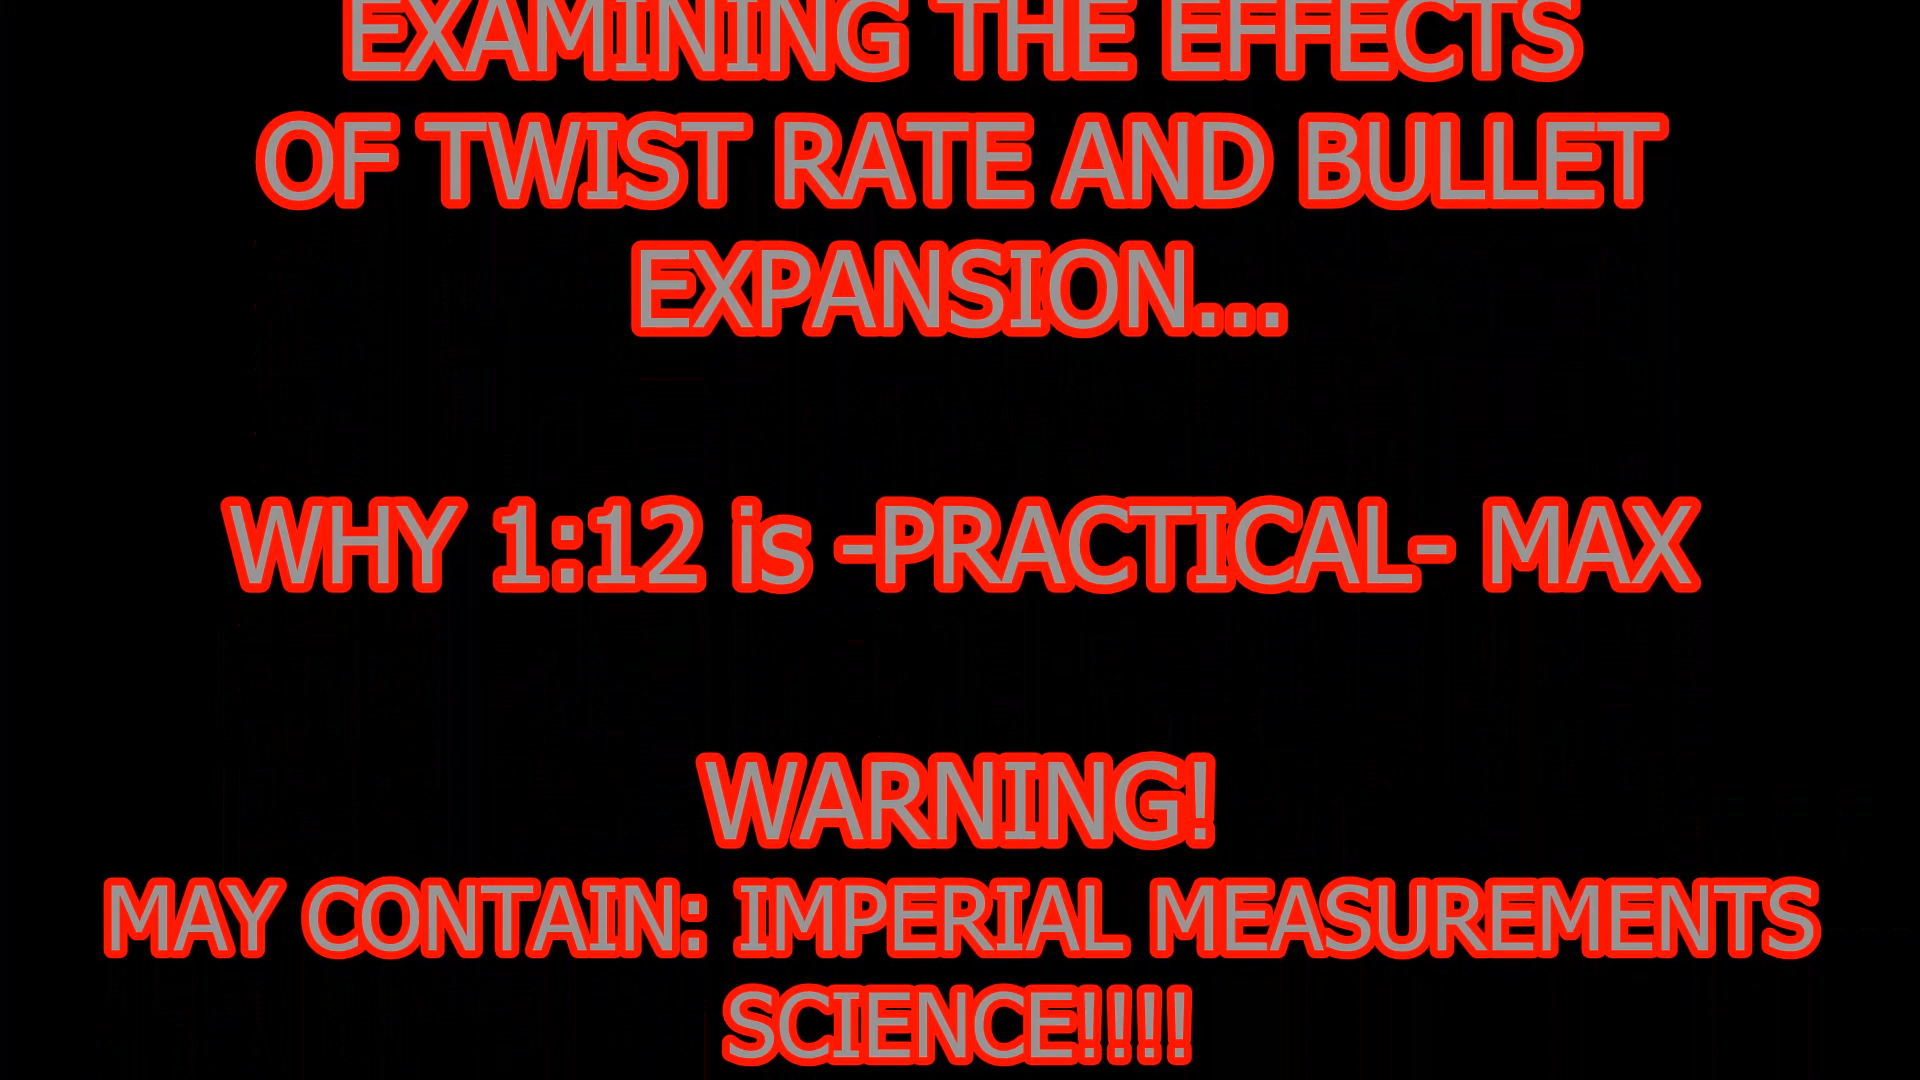 EXAMINING THE EFFECTS
OF TWIST RATE AND BULLET
EXPANSION...
WHY 1:12 is -PRACTICAL- MAX
WARNING!
MAY CONTAIN: IMPERIAL MEASUREMENTS
SCIENCE!!!!